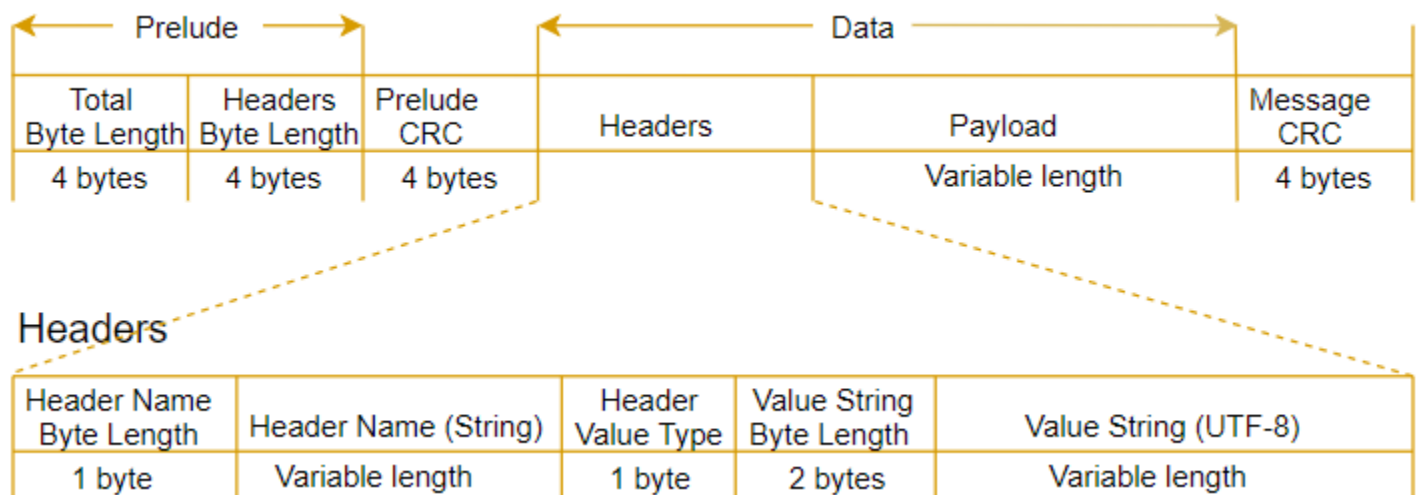 Prelude
Data
Total
Byte Length
Headers
Byte Length
Prelude
CRC
Headers
Payload
Message
CRC
4 bytes
4 bytes
4 bytes
Variable length
4 bytes
Headers
Header Name
Byte Length
Header Name (String)
Header
Value Type
Value String
Byte Length
Value String (UTF-8)
1 byte
Variable length
1 byte
2 bytes
Variable length